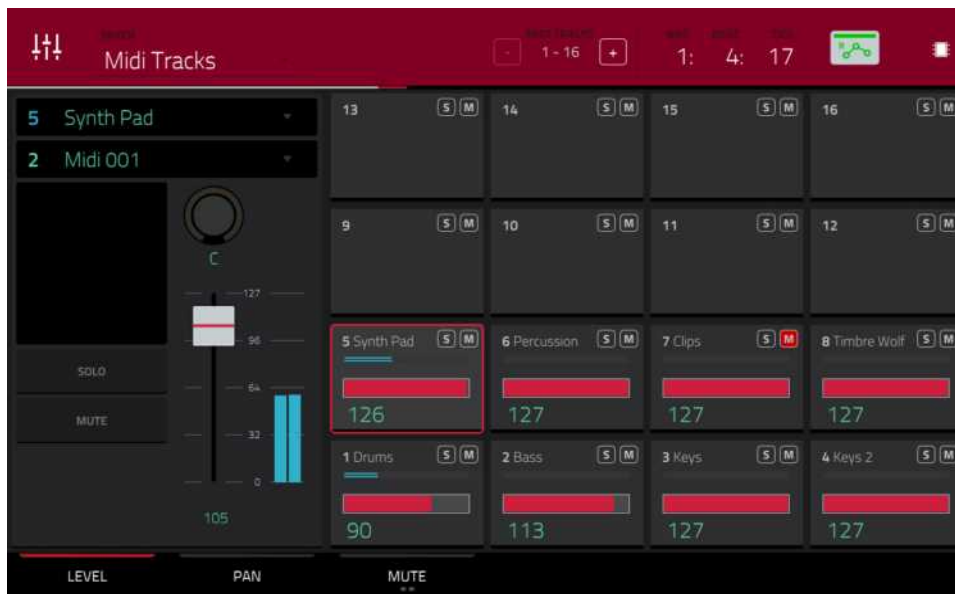 Midi Tracks
- 1 - 16 +
1: 4: 17
5 Synth Pad
2 Midi 001
C
127
96
64
32
0
105
SOLO
MUTE
13 S M
14 S M
15 S M
16 S M
9 S M
10 S M
11 S M
12 S M
5 Synth Pad S M
6 Percussion S M
7 Clips S M
8 Timbre Wolf S M
126
127
127
127
1 Drums S M
2 Bass S M
3 Keys S M
4 Keys 2 S M
90
113
127
127
LEVEL
PAN
MUTE